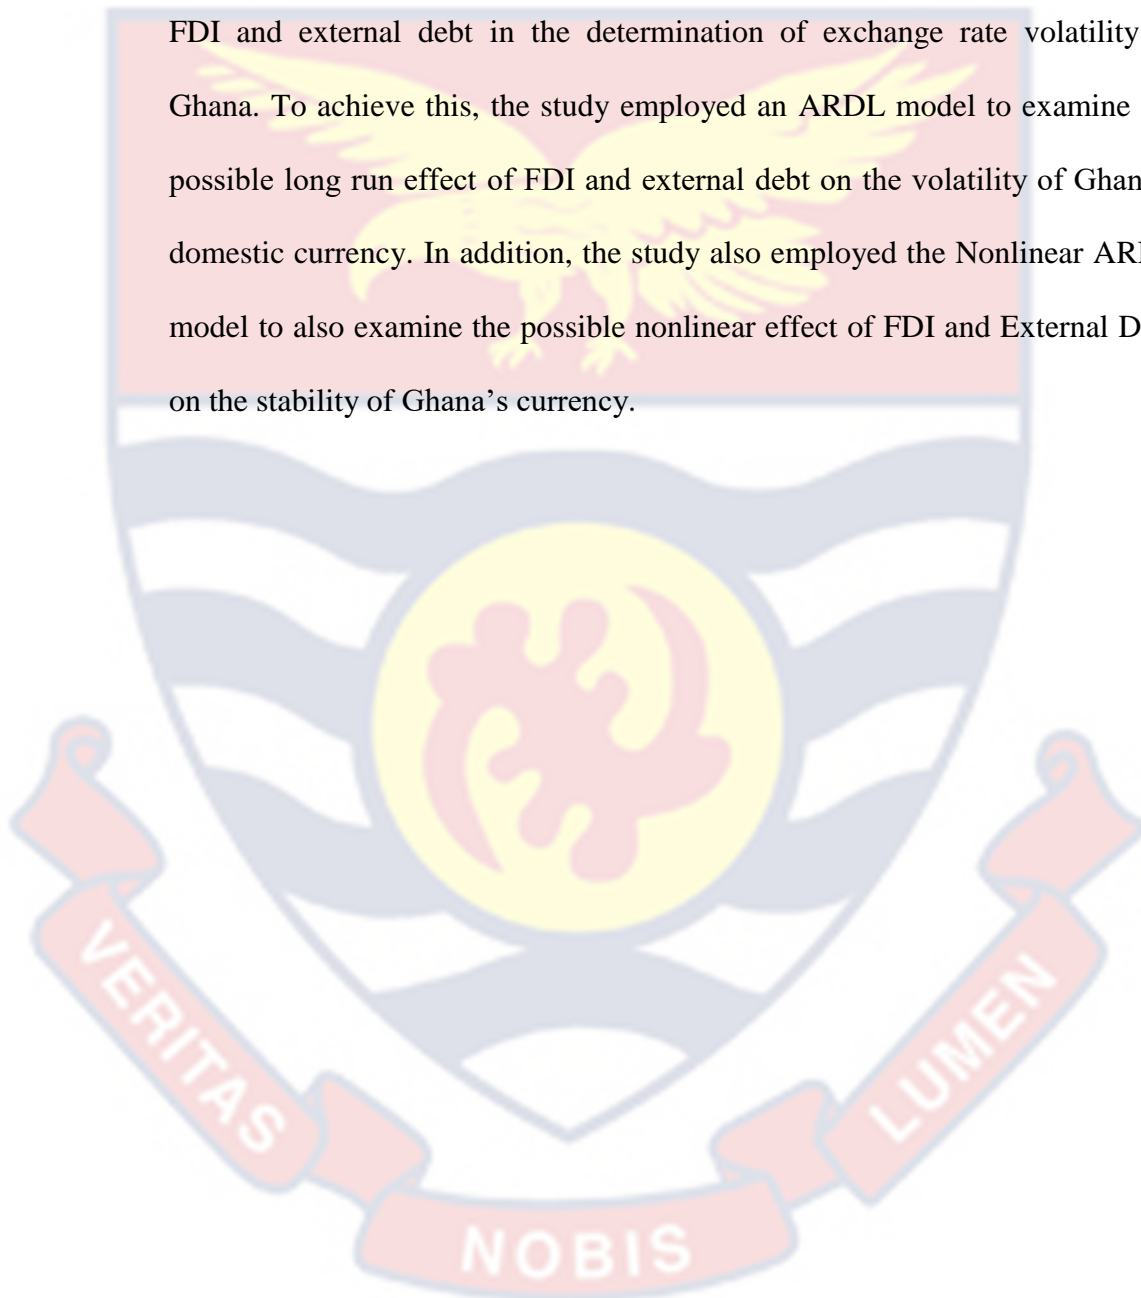 FDI and external debt in the determination of exchange rate volatility
Ghana. To achieve this, the study employed an ARDL model to examine
possible long run effect of FDI and external debt on the volatility of Ghan
domestic currency. In addition, the study also employed the Nonlinear
model to also examine the possible nonlinear effect of FDI and External
on the stability of Ghana’s currency.
VERITAS
NOBIS
LUMEN